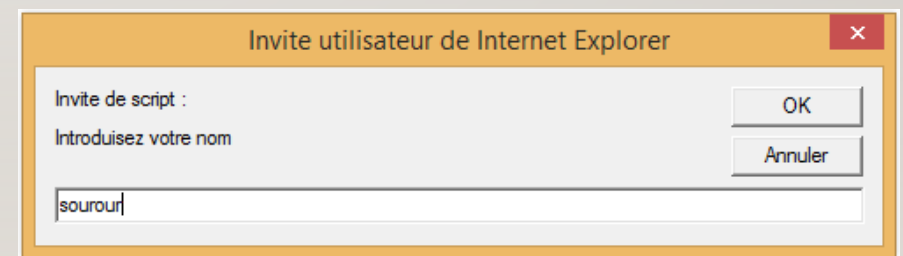 Invite utilisateur de Internet Explorer
Invite de script :
OK
Introduisez votre nom
Annuler
sourour